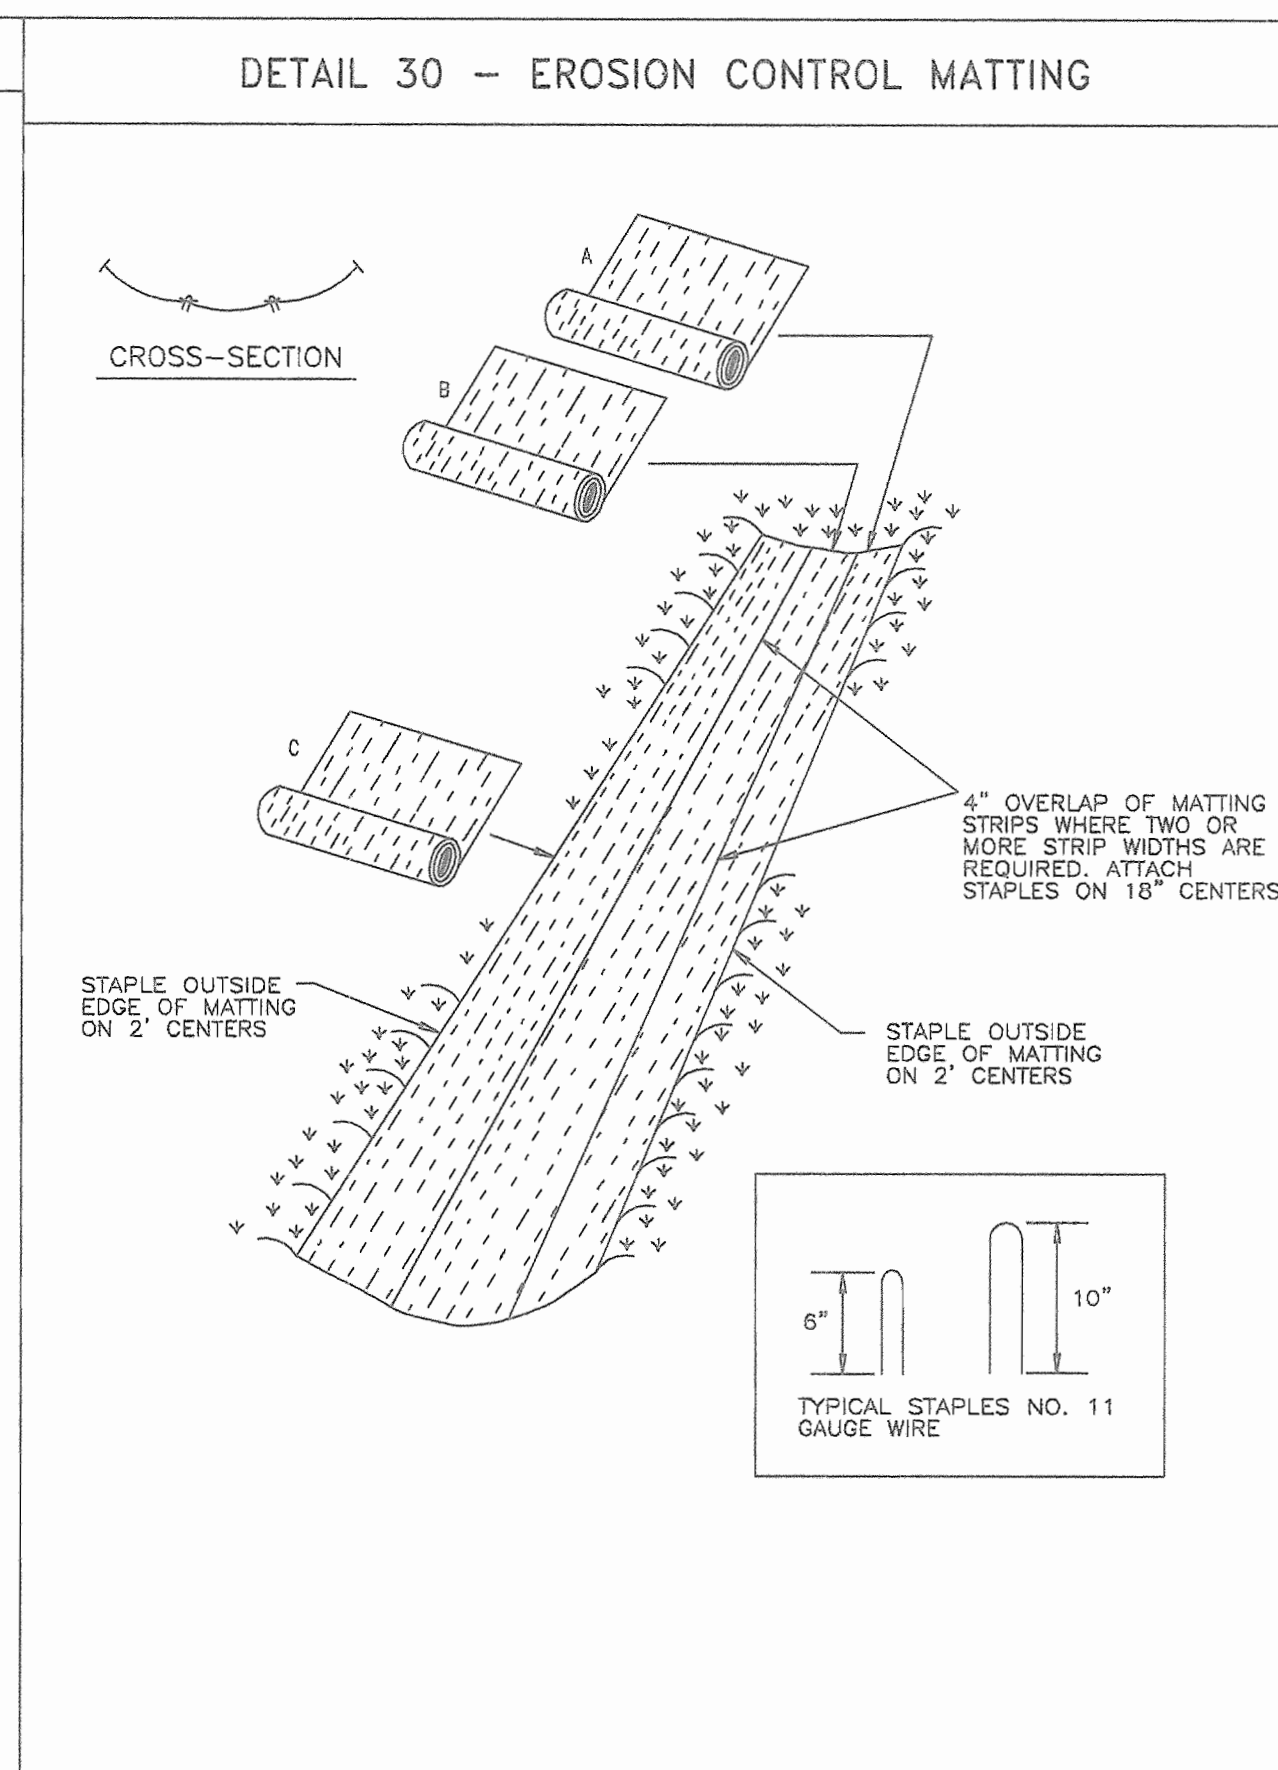 DETAIL 30 - EROSION CONTROL MATTING
A
CROSS-SECTION
B
C
4" OVERLAP OF MATTING
STRIPS WHERE TWO OR
MORE STRIP WIDTHS ARE
REQUIRED. ATTACH
STAPLES ON 18" CENTERS
STAPLE OUTSIDE
EDGE OF MATTING
ON 2' CENTERS
STAPLE OUTSIDE
EDGE OF MATTING
ON 2' CENTERS
6"
10"
TYPICAL STAPLES NO. 11
GAUGE WIRE